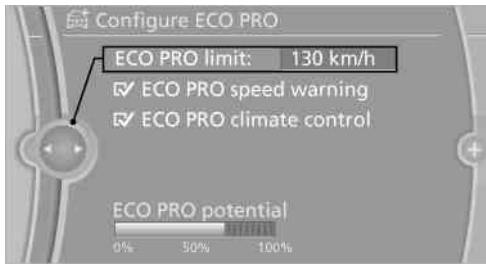 Configure ECO PRO
ECO PRO limit: 130 km/h
ECO PRO speed warning
ECO PRO climate control
ECO PRO potential
0% 50% 100%